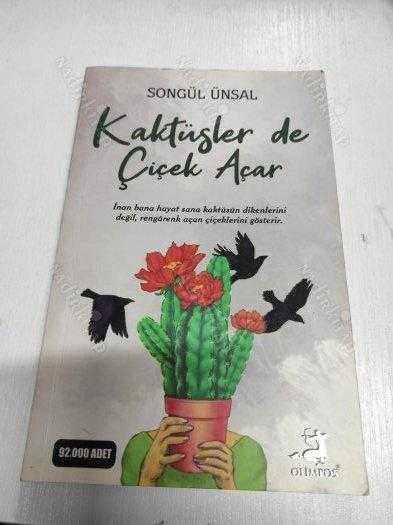 SONGÜL ÜNSAL
Kaktüsler de
Çiçek Açar
İnan bana hayat sana kaktüsün dikenlerini
değil, rengârenk açan çiçeklerini gösterir.
92.000 ADET
OLİMPOS